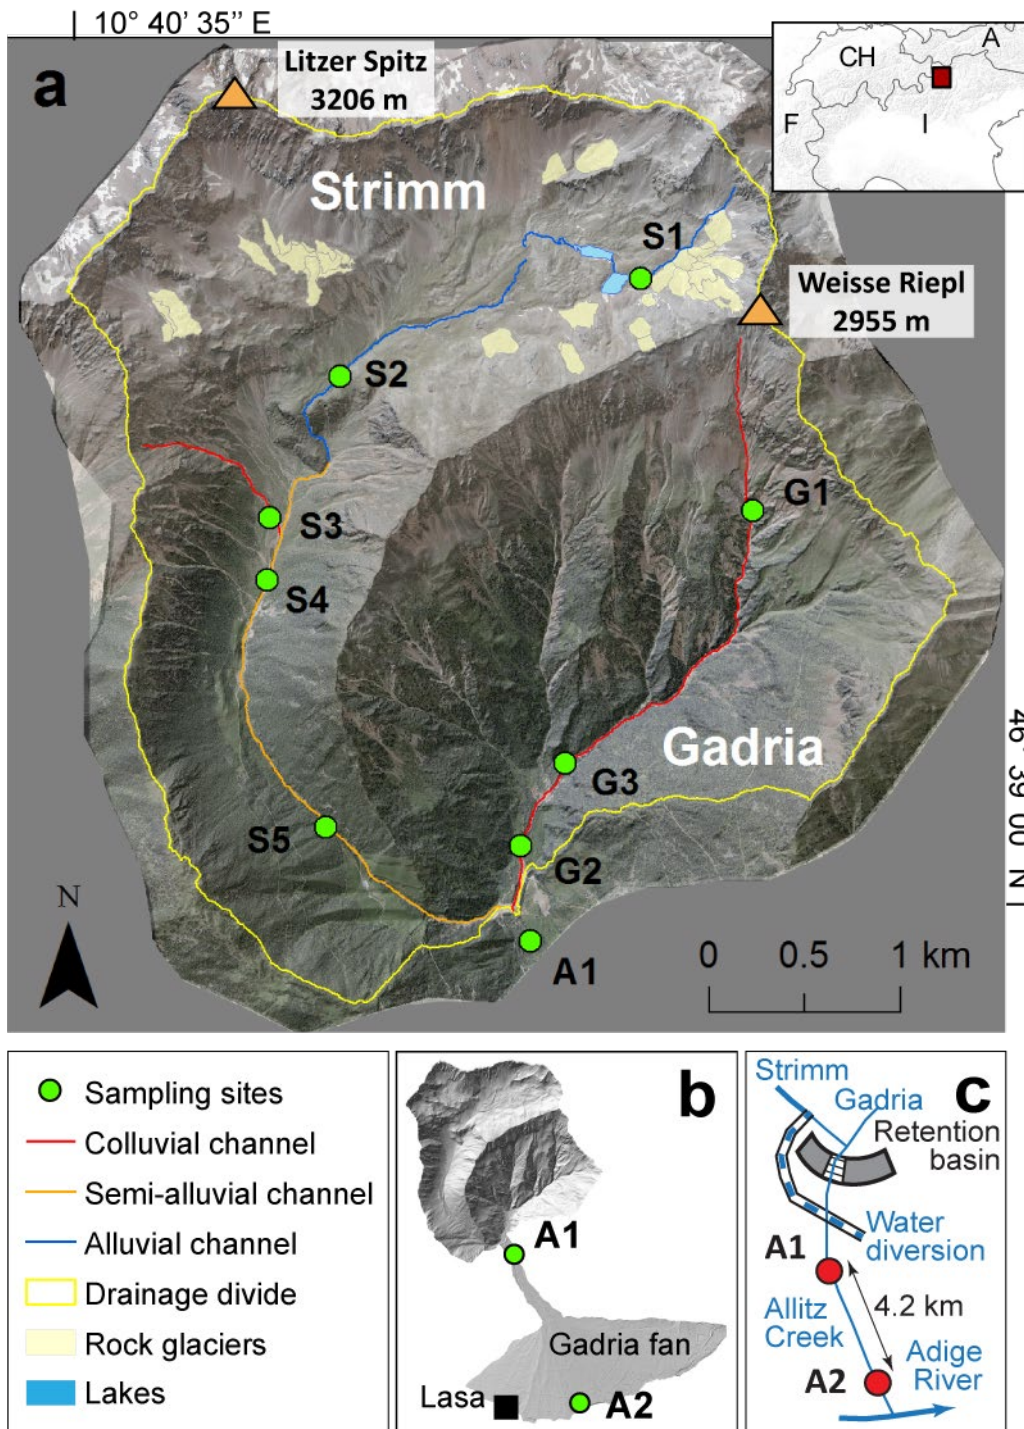 10° 40’ 35” E
a
Litzer Spitz
3206 m
CH
A
F
I
Strimm
S1
Weisse Riepl
2955 m
S2
G1
S3
S4
Gadria
G3
S5
G2
A1
46° 39' 00'' N
N
0 0.5 1 km
Sampling sites
Colluvial channel
Semi-alluvial channel
Alluvial channel
Drainage divide
Rock glaciers
Lakes
b
A1
Gadria fan
Lasa
A2
c
Strimm
Gadria
Retention
basin
Water
diversion
A1
4.2 km
Allitz
Creek
Adige
River
A2